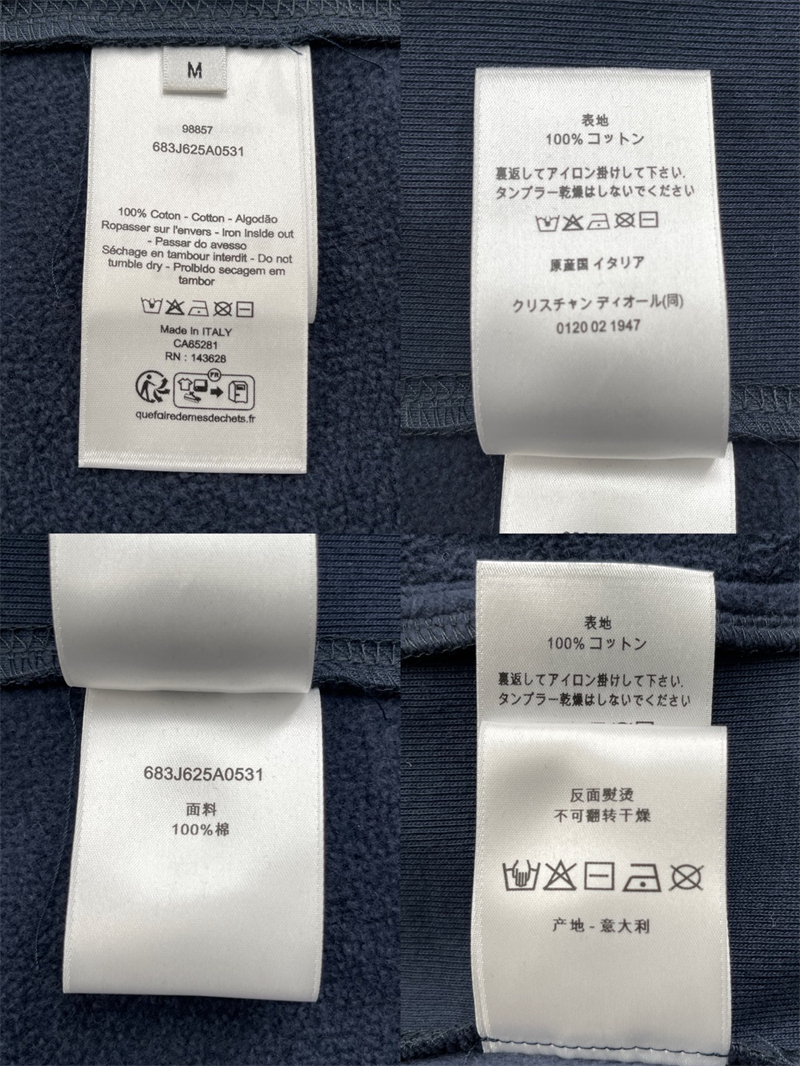 M
98857
683J625A0531
100% Coton - Cotton - Algodão
Ropasser sur l'envers - Iron Inside out
- Passar do avesso
Séchage en tambour interdit - Do not
tumble dry - Proibido secagem em
tambor
Made In ITALY
CA65281
RN : 143628
FR
quefairedemesdechets.fr
表地
100% コットン
裏返してアイロン掛けして下さい.
タンブラー乾燥はしないでください
原産国 イタリア
クリスチャン ディオール(同)
0120 02 1947
683J625A0531
面料
100%棉
表地
100% コットン
裏返してアイロン掛けして下さい.
タンブラー乾燥はしないでください
反面熨烫
不可翻转干燥
产地 - 意大利